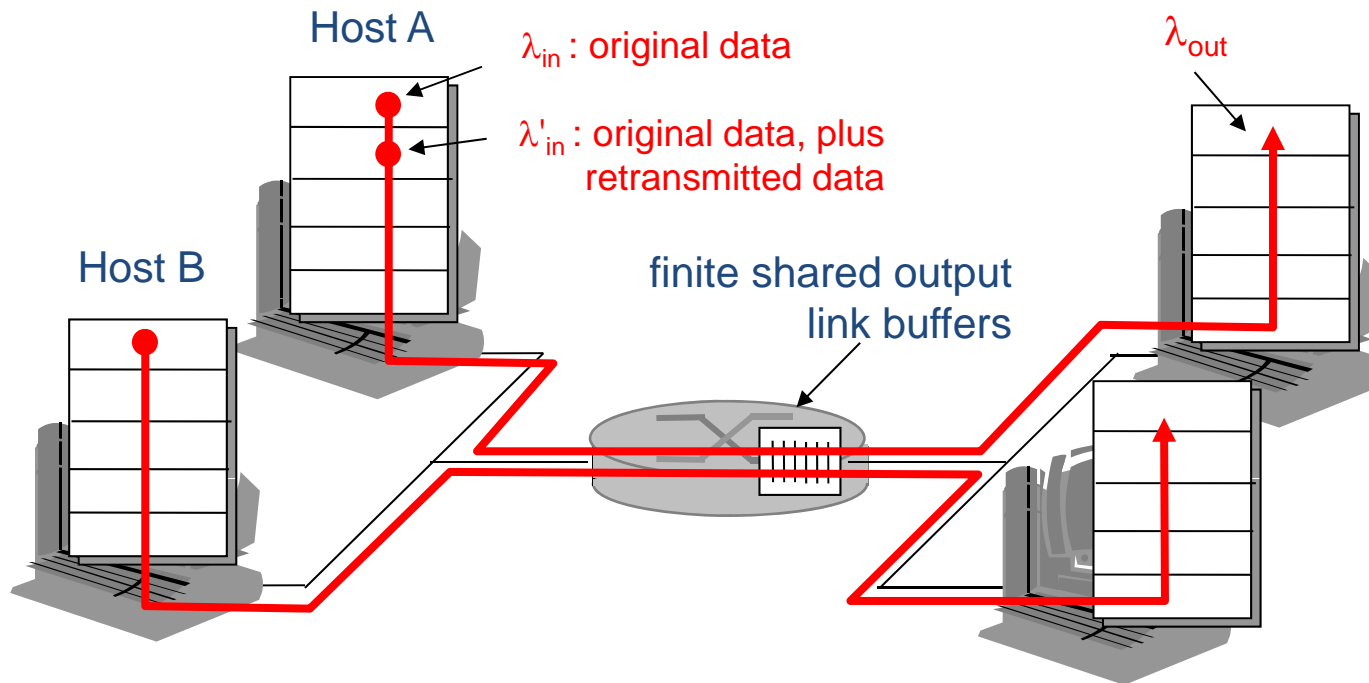 Host A
λin : original data
λ'in : original data, plus
retransmitted data
λout
Host B
finite shared output
link buffers